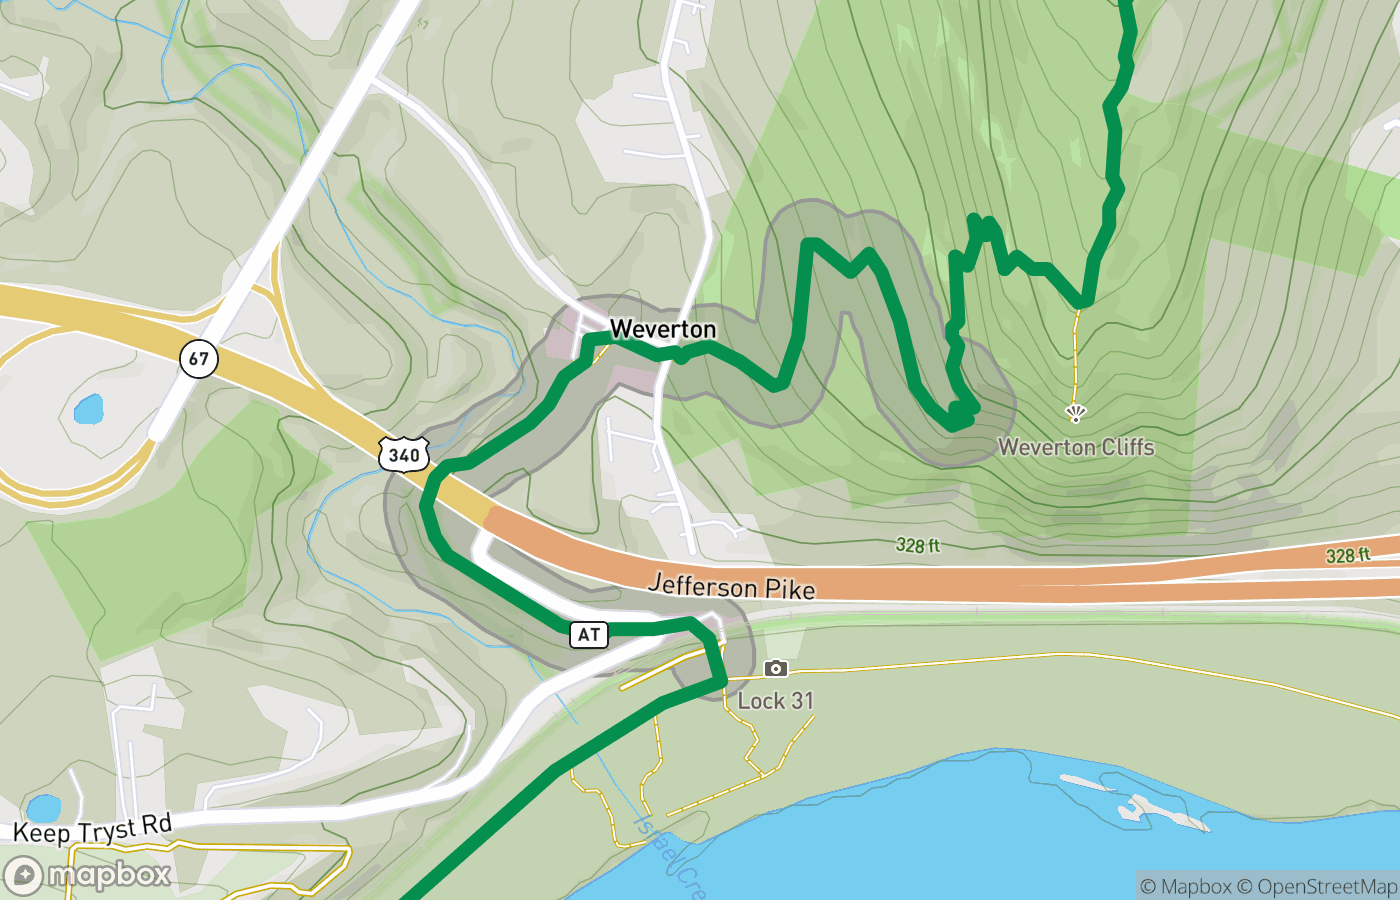 Weverton
67
340
Weverton Cliffs
328 ft
328 ft
Jefferson Pike
AT
Lock 31
Keep Tryst Rd
Israel Cre
mapbox
© Mapbox © OpenStreetMap